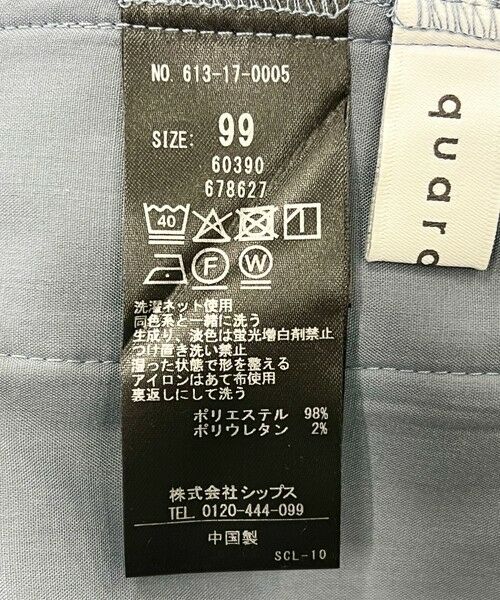 NO. 613-17-0005
SIZE: 99
60390
678627
40
F W
洗濯ネット使用
同色系と一緒に洗う
生成り、淡色は蛍光増白剤禁止
つけ置き洗い禁止
湿った状態で形を整える
アイロンはあて布使用
裏返しにして洗う
ポリエステル 98%
ポリウレタン 2%
株式会社シップス
TEL. 0120-444-099
中国製
SCL-10
quar